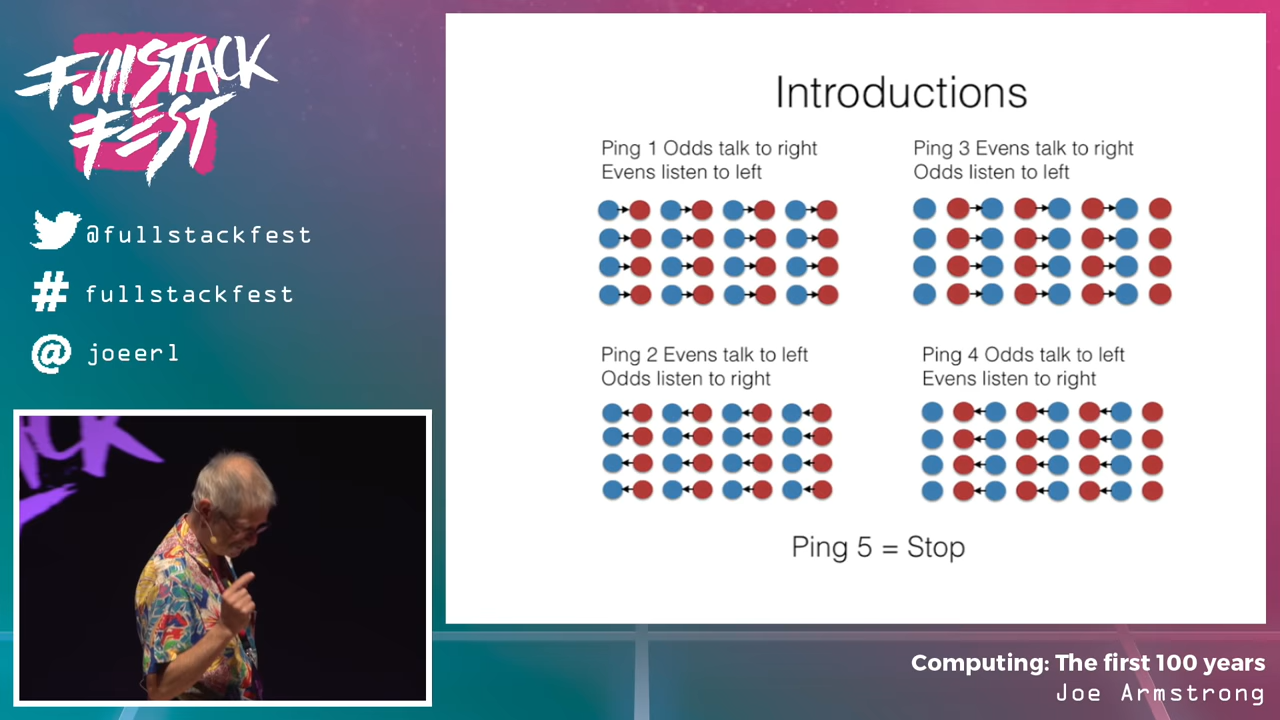 FullSTACK
FEST
@fullstackfest
# fullstackfest
@ joeerl
Introductions
Ping 1 Odds talk to right
Evens listen to left
Ping 3 Evens talk to right
Odds listen to left
Ping 2 Evens talk to left
Odds listen to right
Ping 4 Odds talk to left
Evens listen to right
Ping 5 = Stop
Computing: The first 100 years
Joe Armstrong